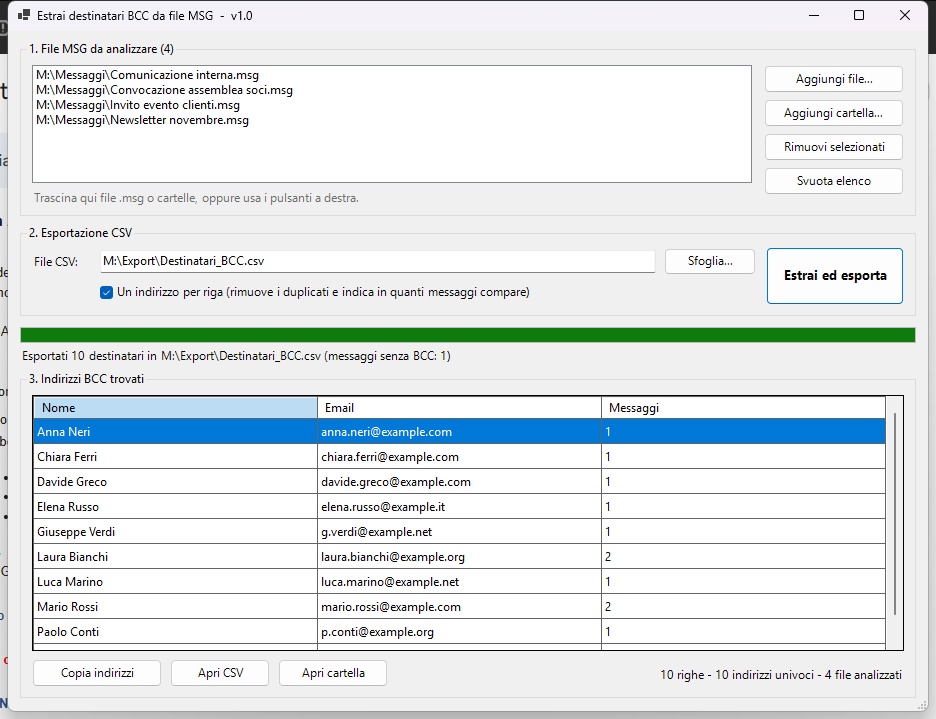 Estrai destinatari BCC da file MSG - v1.0
1. File MSG da analizzare (4)
M:\Messaggi\Comunicazione interna.msg
M:\Messaggi\Convocazione assemblea soci.msg
M:\Messaggi\Invito evento clienti.msg
M:\Messaggi\Newsletter novembre.msg
Aggiungi file...
Aggiungi cartella...
Rimuovi selezionati
Svuota elenco
Trascina qui file .msg o cartelle, oppure usa i pulsanti a destra.
2. Esportazione CSV
File CSV: M:\Export\Destinatari_BCC.csv Sfoglia... Estrai ed esporta
Un indirizzo per riga (rimuove i duplicati e indica in quanti messaggi compare)
Esportati 10 destinatari in M:\Export\Destinatari_BCC.csv (messaggi senza BCC: 1)
3. Indirizzi BCC trovati
Nome Email Messaggi
Anna Neri anna.neri@example.com 1
Chiara Ferri chiara.ferri@example.com 1
Davide Greco davide.greco@example.com 1
Elena Russo elena.russo@example.it 1
Giuseppe Verdi g.verdi@example.net 1
Laura Bianchi laura.bianchi@example.org 2
Luca Marino luca.marino@example.net 1
Mario Rossi mario.rossi@example.com 2
Paolo Conti p.conti@example.org 1
Copia indirizzi Apri CSV Apri cartella 10 righe - 10 indirizzi univoci - 4 file analizzati